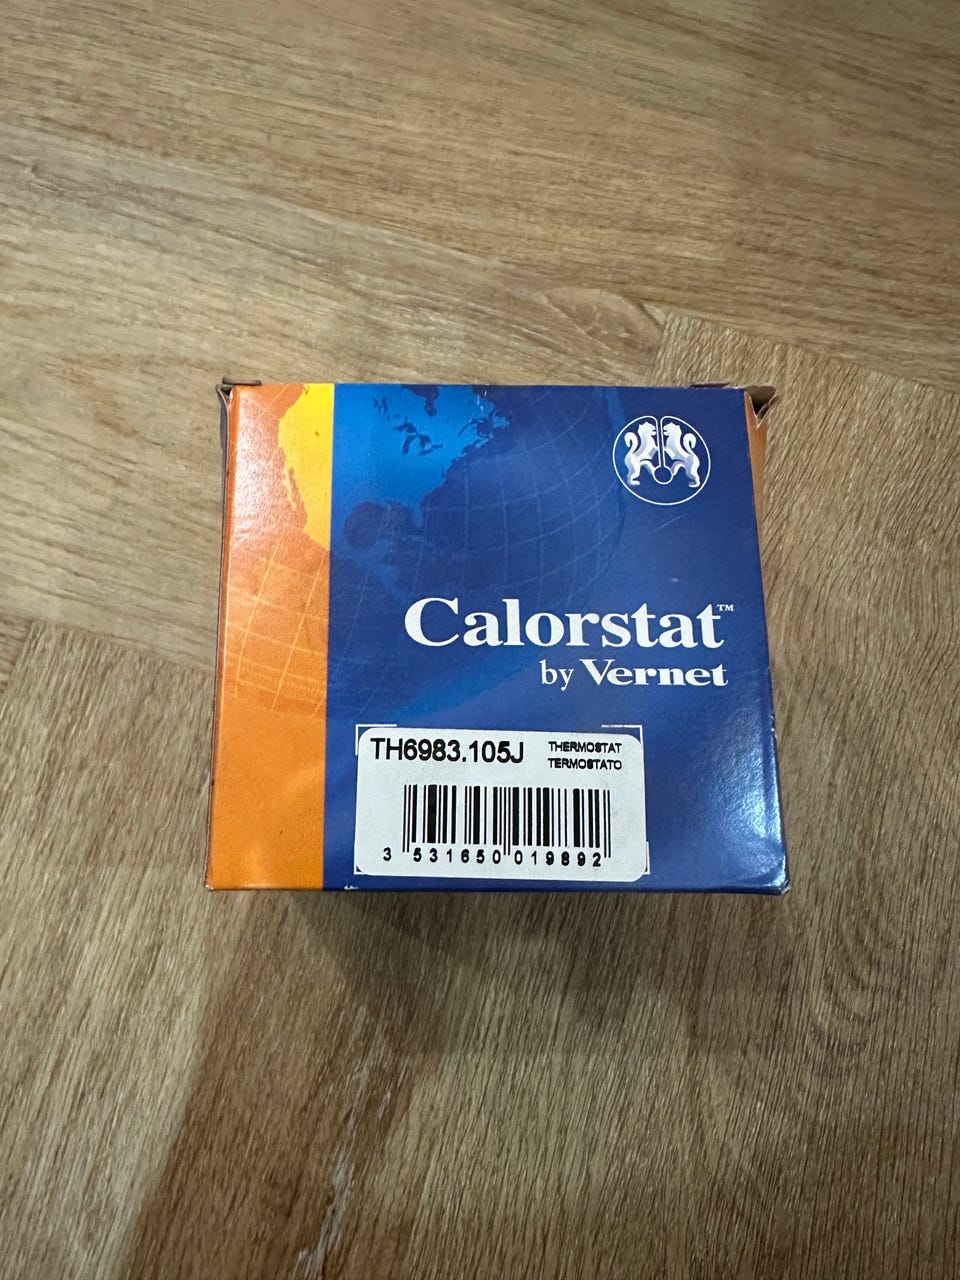 Calorstat™
by Vernet
TH6983.105J
THERMOSTAT
TERMOSTATO
3 531650 019892